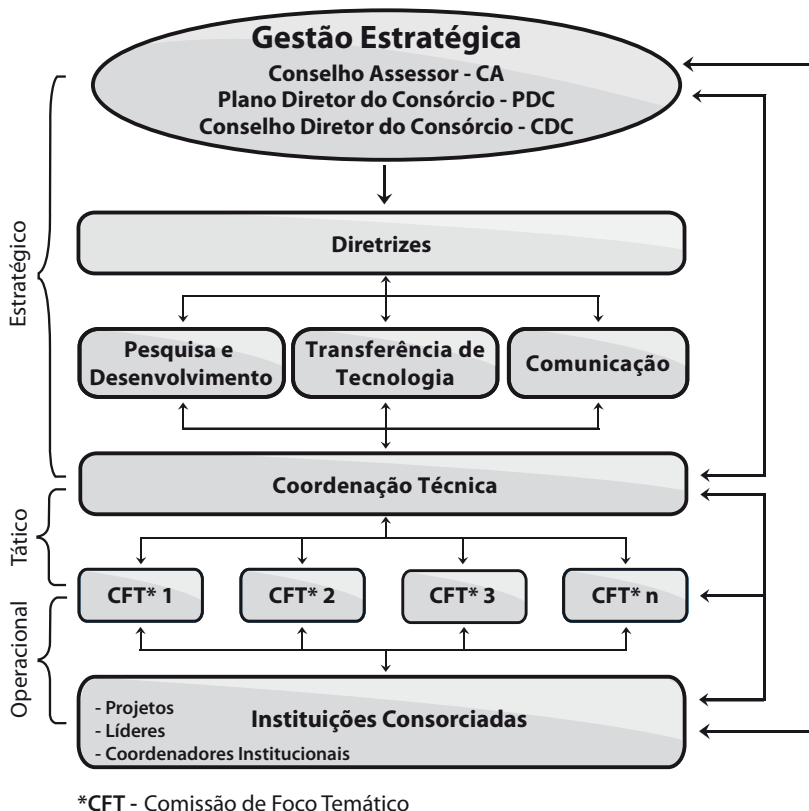 Gestão Estratégica
Conselho Assessor - CA
Plano Diretor do Consórcio - PDC
Conselho Diretor do Consórcio - CDC
Estratégico
Diretrizes
Pesquisa e
Desenvolvimento
Transferência de
Tecnologia
Comunicação
Coordenação Técnica
Tático
CFT* 1
CFT* 2
CFT* 3
CFT* n
Operacional
- Projetos
- Líderes
- Coordenadores Institucionais
Instituições Consorciadas
*CFT - Comissão de Foco Temático